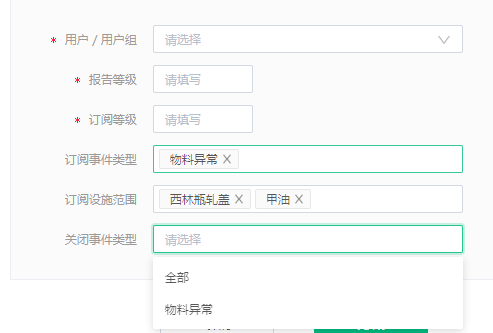 * 用户 / 用户组 请选择
* 报告等级 请填写
* 订阅等级 请填写
订阅事件类型 物料异常 X
订阅设施范围 西林瓶轧盖 X 甲油 X
关闭事件类型 请选择
全部
物料异常